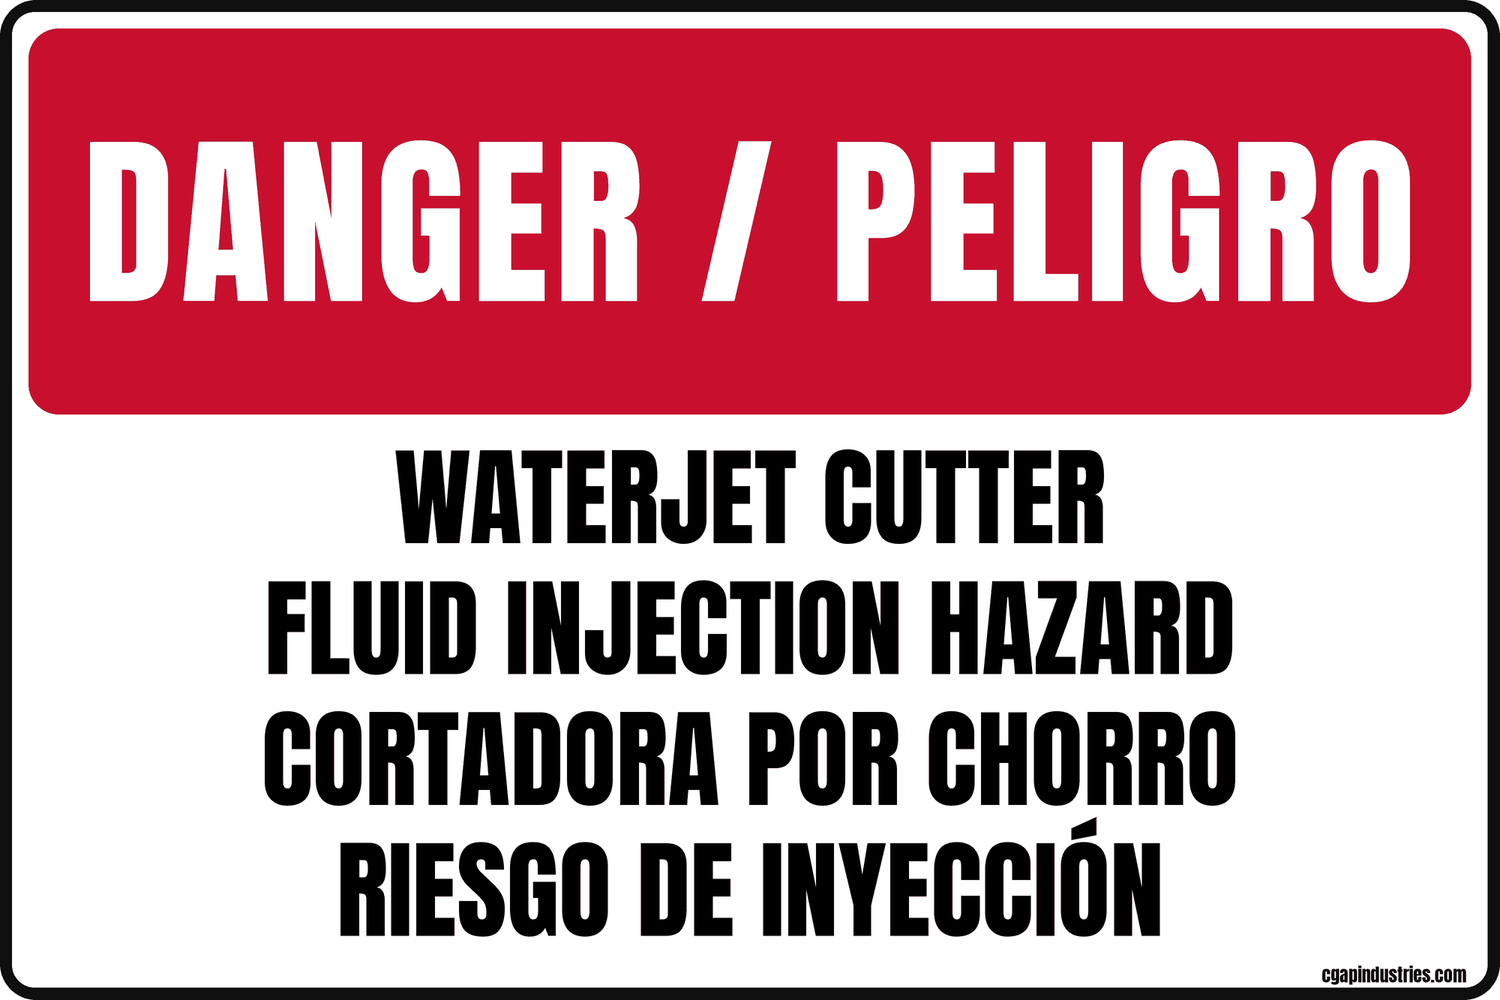 DANGER / PELIGRO
WATERJET CUTTER
FLUID INJECTION HAZARD
CORTADORA POR CHORRO
RIESGO DE INYECCIÓN
cgapindustries.com